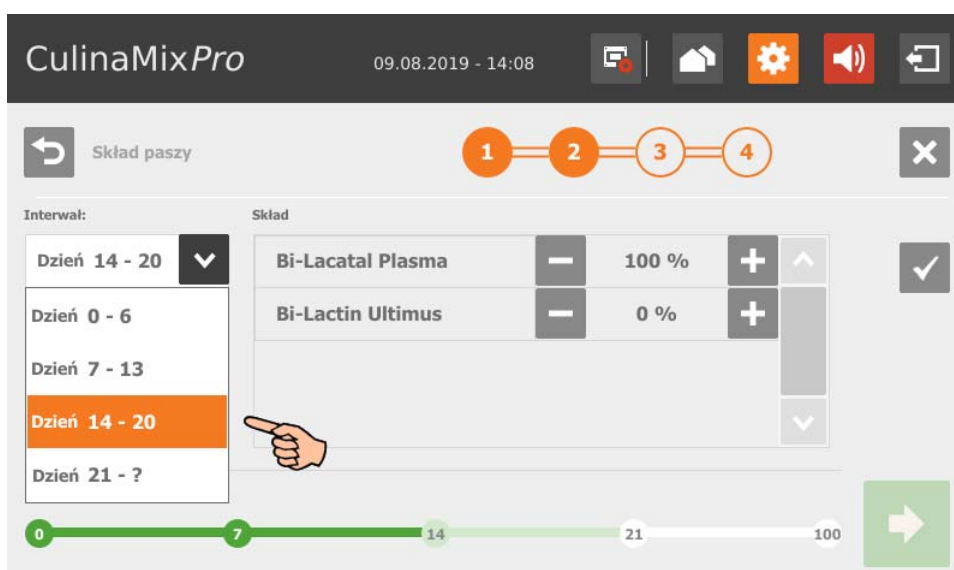 CulinaMixPro
09.08.2019 - 14:08
Skład paszy
1
2
3
4
Interwał:
Skład
Dzień 14 - 20
Bi-Lacatal Plasma
100 %
Dzień 0 - 6
Bi-Lactin Ultimus
0 %
Dzień 7 - 13
Dzień 14 - 20
Dzień 21 - ?
0
7
14
21
100